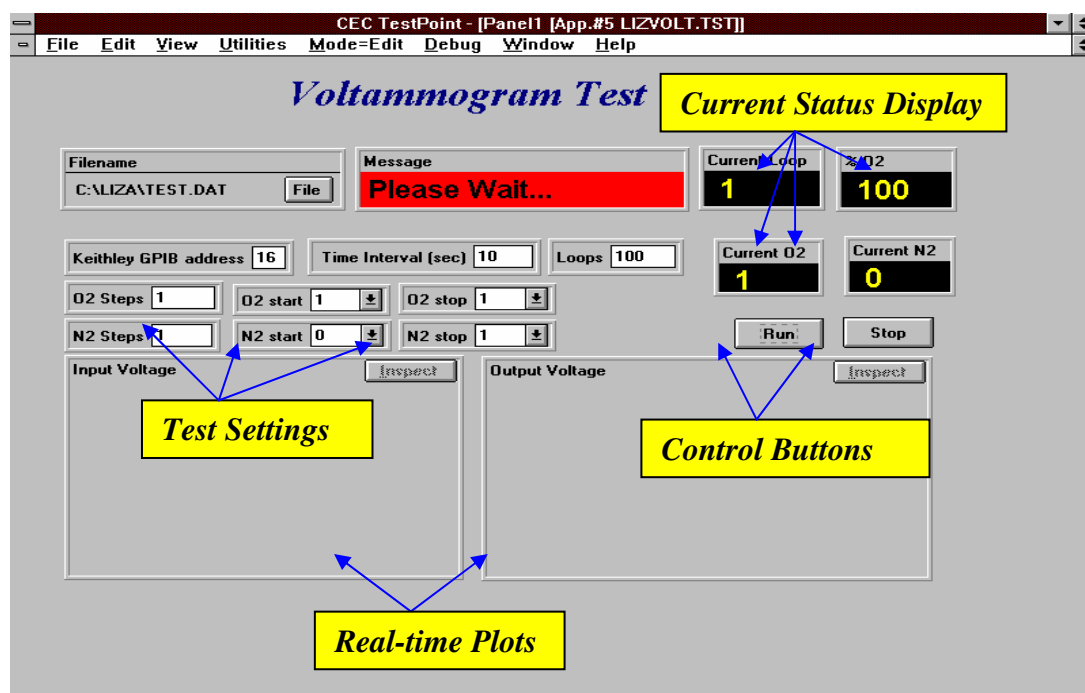 CEC TestPoint - [Panel1 [App.#5 LIZVOLT.TST]]
File Edit View Utilities Mode=Edit Debug Window Help
Voltammogram Test
Current Status Display
Filename
C:\LIZA\TEST.DAT File
Message
Please Wait...
Current Loop
1
% O2
100
Keithley GPIB address 16
Time Interval (sec) 10
Loops 100
Current O2
1
Current N2
0
O2 Steps 1
O2 start 1
O2 stop 1
N2 Steps 1
N2 start 0
N2 stop 1
Run
Stop
Input Voltage Inspect
Output Voltage Inspect
Test Settings
Control Buttons
Real-time Plots